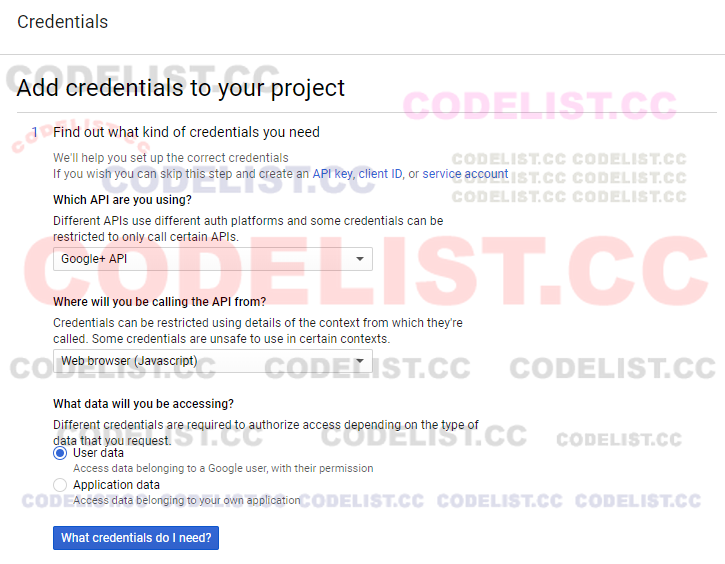 Credentials
CODELIST.CC
Add credentials to your project
CODELIST.CC
1 Find out what kind of credentials you need
CODELIST.CC
We'll help you set up the correct credentials
CODELIST.CC CODELIST.CC
If you wish you can skip this step and create an API key, client ID, or service account
CODELIST.CC CODELIST.CC
CODELIST.CC
CODELIST.CC CODELIST.CC
Which API are you using?
Different APIs use different auth platforms and some credentials can be
restricted to only call certain APIs.
Google+ API
CODELIST.CC
Where will you be calling the API from?
Credentials can be restricted using details of the context from which they're
called. Some credentials are unsafe to use in certain contexts.
Web browser (Javascript)
CODELIST.CC CODELIST.CC CODELIST.CC
What data will you be accessing?
Different credentials are required to authorize access depending on the type of
data that you request.
CODELIST.CC CODELIST.CC CODELIST.CC
User data
Access data belonging to a Google user, with their permission
Application data
Access data belonging to your own application
CODELIST.CC CODELIST.CC CODELIST.CC CODELIST.CC CODELIST.CC
What credentials do I need?